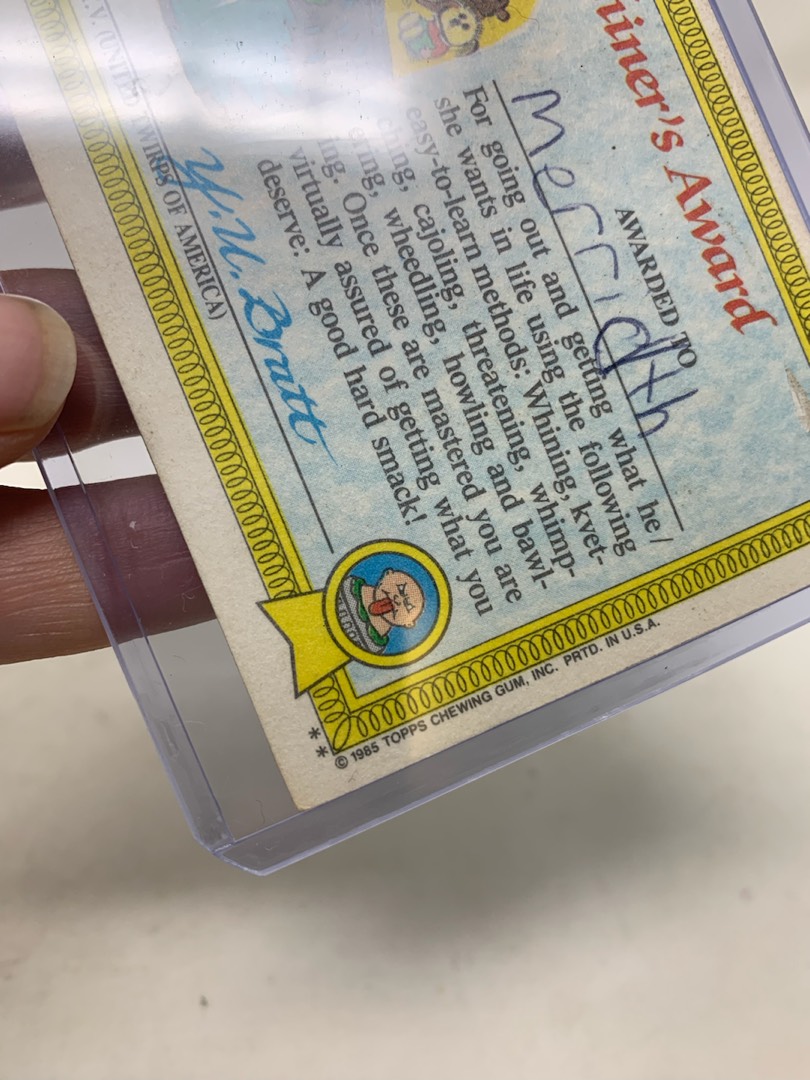 hiner's Award
AWARDED TO
Merridth
For going out and getting what he/
she wants in life using the following
easy-to-learn methods: Whining, kvet-
ching, cajoling, threatening, whimp-
ering, wheedling, howling and bawl-
ing. Once these are mastered you are
virtually assured of getting what you
deserve: A good hard smack!
Y.U. Bratt
V. (UNITED TWIRPS OF AMERICA)
** © 1985 TOPPS CHEWING GUM, INC. PRTD. IN U.S.A.